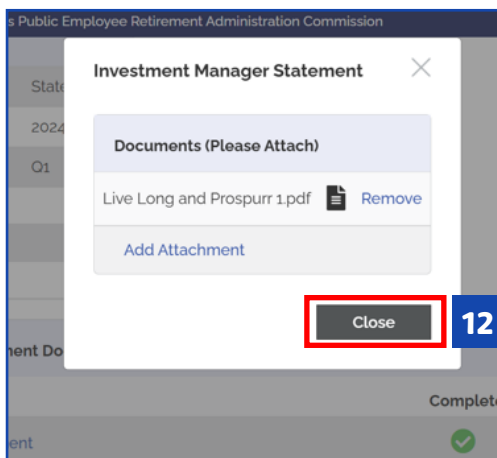 s Public Employee Retirement Administration Commission
Investment Manager Statement
State
2024
Documents (Please Attach)
Q1
Live Long and Prospurr 1.pdf Remove
Add Attachment
Close 12
ent Do
Complete
ent